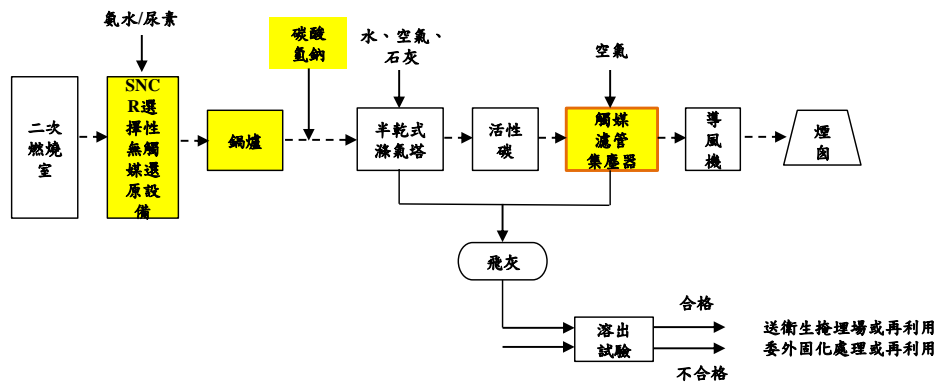 氨水/尿素
碳酸
氫鈉
水、空氣、
石灰
空氣
二次
燃燒
室
SNC
R選
擇性
無觸
媒還
原設
備
鍋爐
半乾式
滌氣塔
活性
碳
觸媒
濾管
集塵器
導
風
機
煙
囪
飛灰
溶出
試驗
合格
送衛生掩埋場或再利用
委外固化處理或再利用
不合格